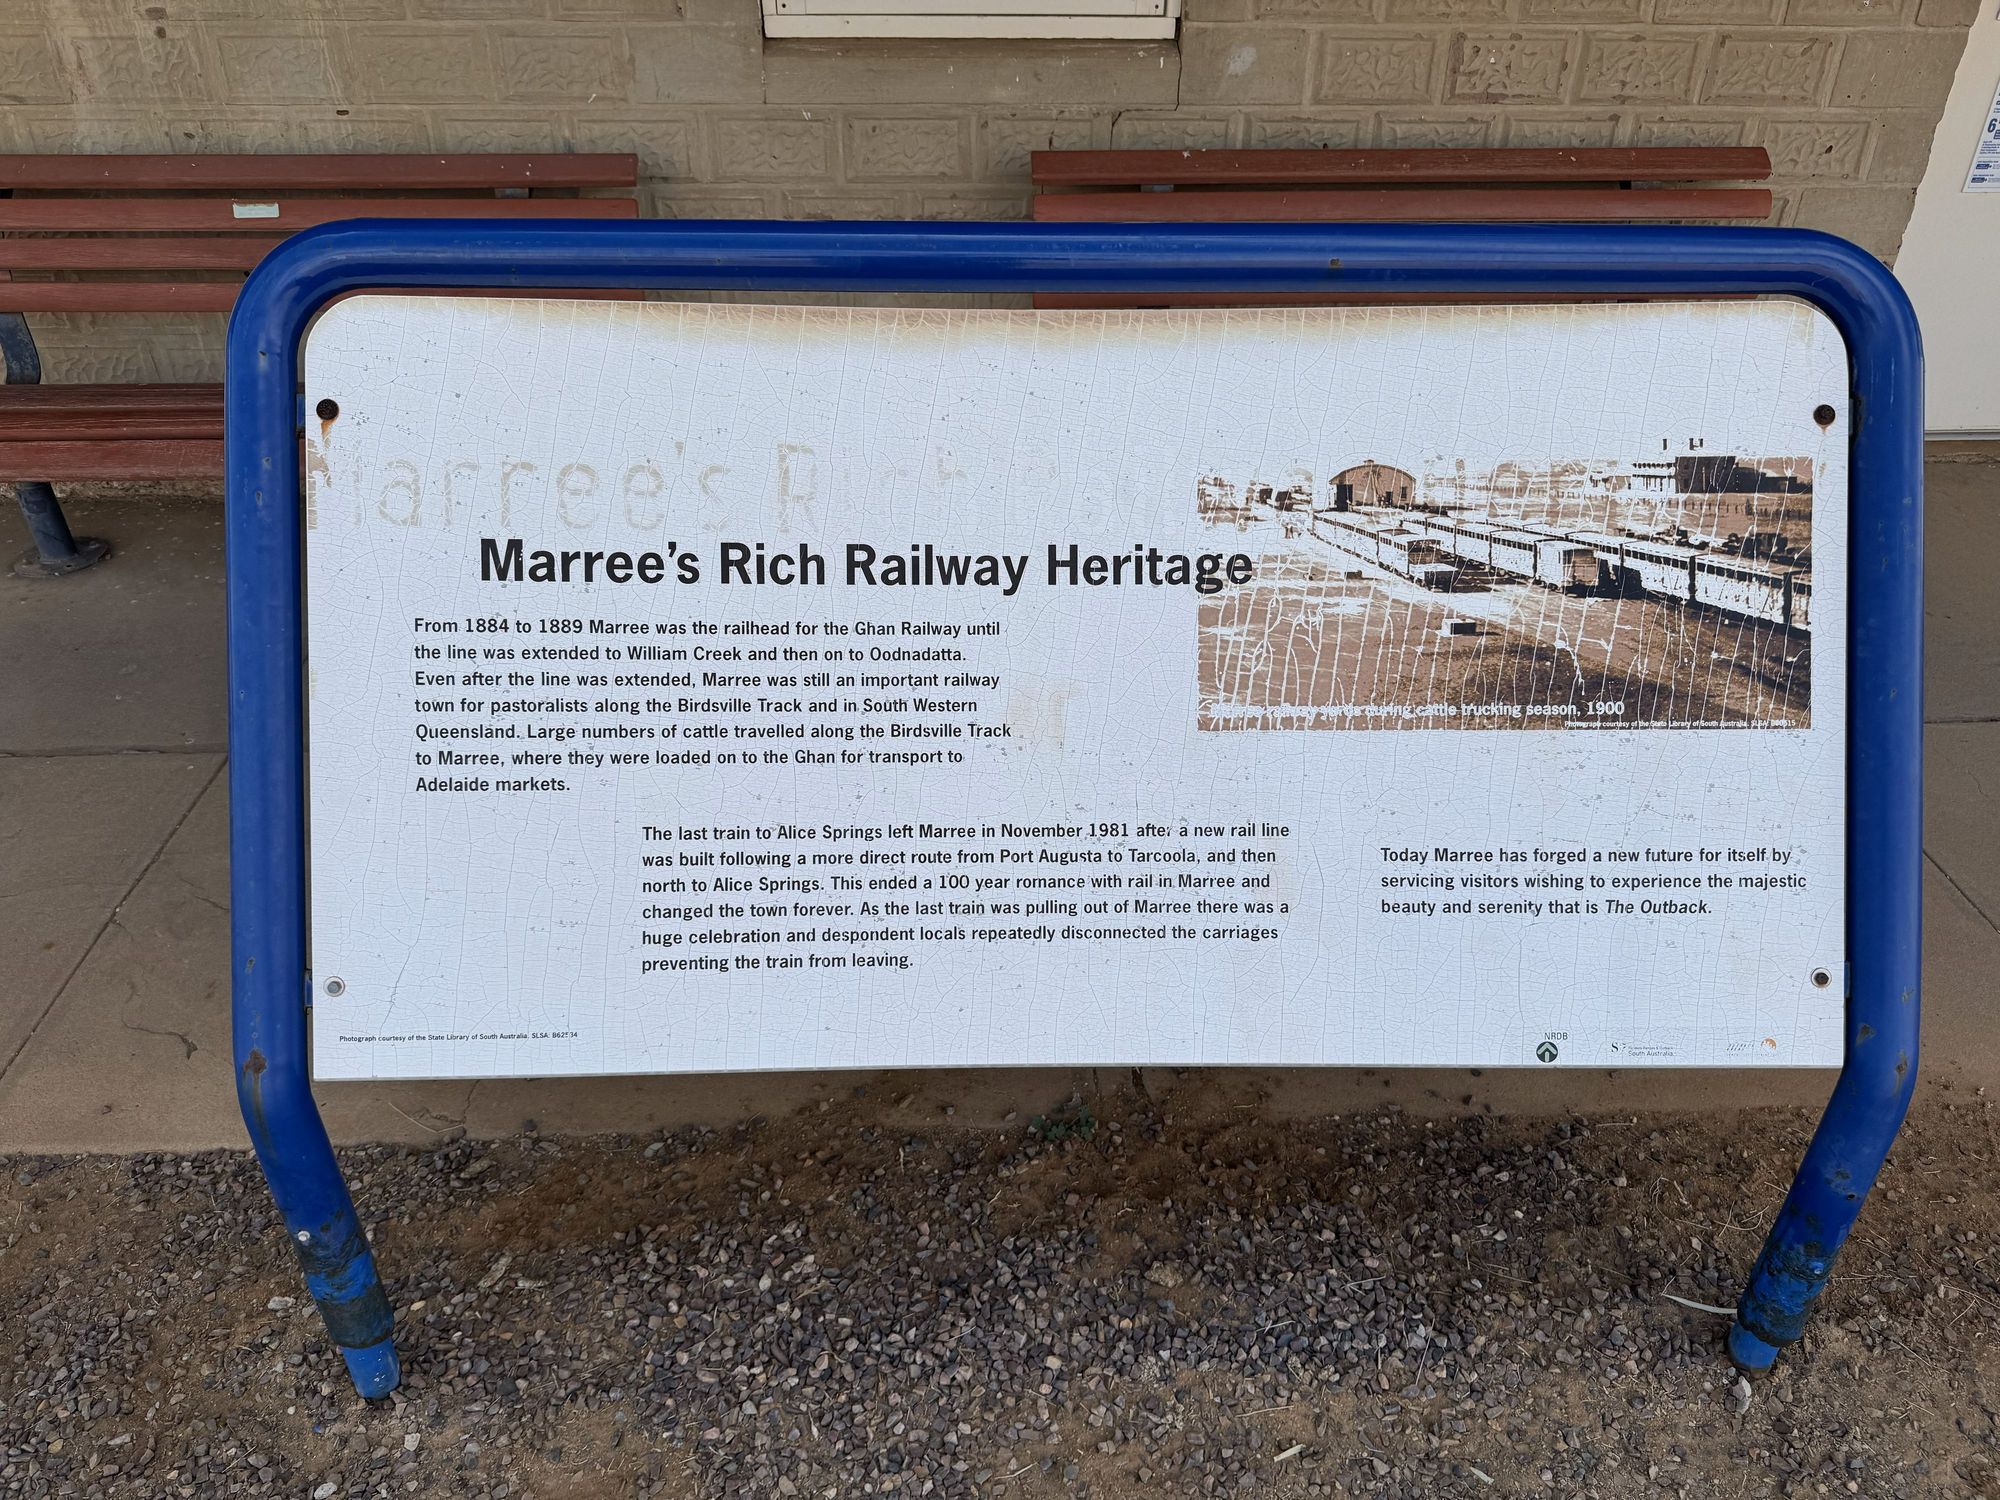 Marree's Rich
Marree's Rich Railway Heritage
From 1884 to 1889 Marree was the railhead for the Ghan Railway until
the line was extended to William Creek and then on to Oodnadatta.
Even after the line was extended, Marree was still an important railway
town for pastoralists along the Birdsville Track and in South Western
Queensland. Large numbers of cattle travelled along the Birdsville Track
to Marree, where they were loaded on to the Ghan for transport to
Adelaide markets.
railway yards during cattle trucking season, 1900
Photograph courtesy of the State Library of South Australia. SLSA:
The last train to Alice Springs left Marree in November 1981 after a new rail line
was built following a more direct route from Port Augusta to Tarcoola, and then
north to Alice Springs. This ended a 100 year romance with rail in Marree and
changed the town forever. As the last train was pulling out of Marree there was a
huge celebration and despondent locals repeatedly disconnected the carriages
preventing the train from leaving.
Today Marree has forged a new future for itself by
servicing visitors wishing to experience the majestic
beauty and serenity that is The Outback.
Photograph courtesy of the State Library of South Australia. SLSA:
NRDB
South Australia